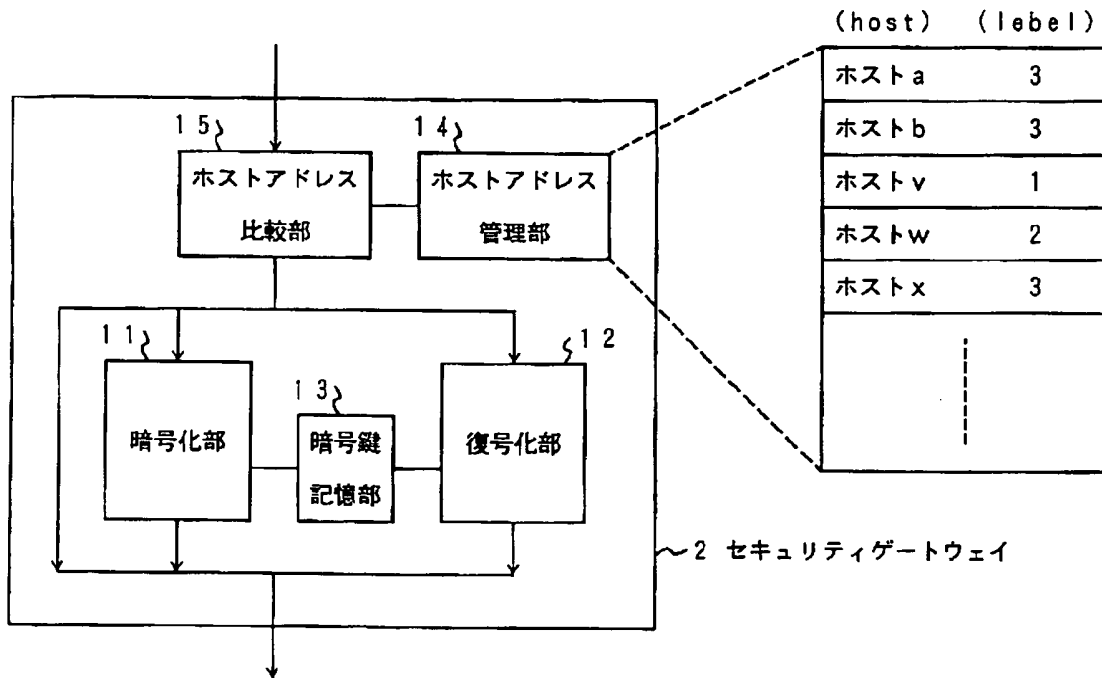 (host) (lebel)
ホストa 3
ホストb 3
ホストv 1
ホストw 2
ホストx 3
15
ホストアドレス
比較部
14
ホストアドレス
管理部
11
暗号化部
13
暗号鍵
記憶部
12
復号化部
2 セキュリティゲートウェイ